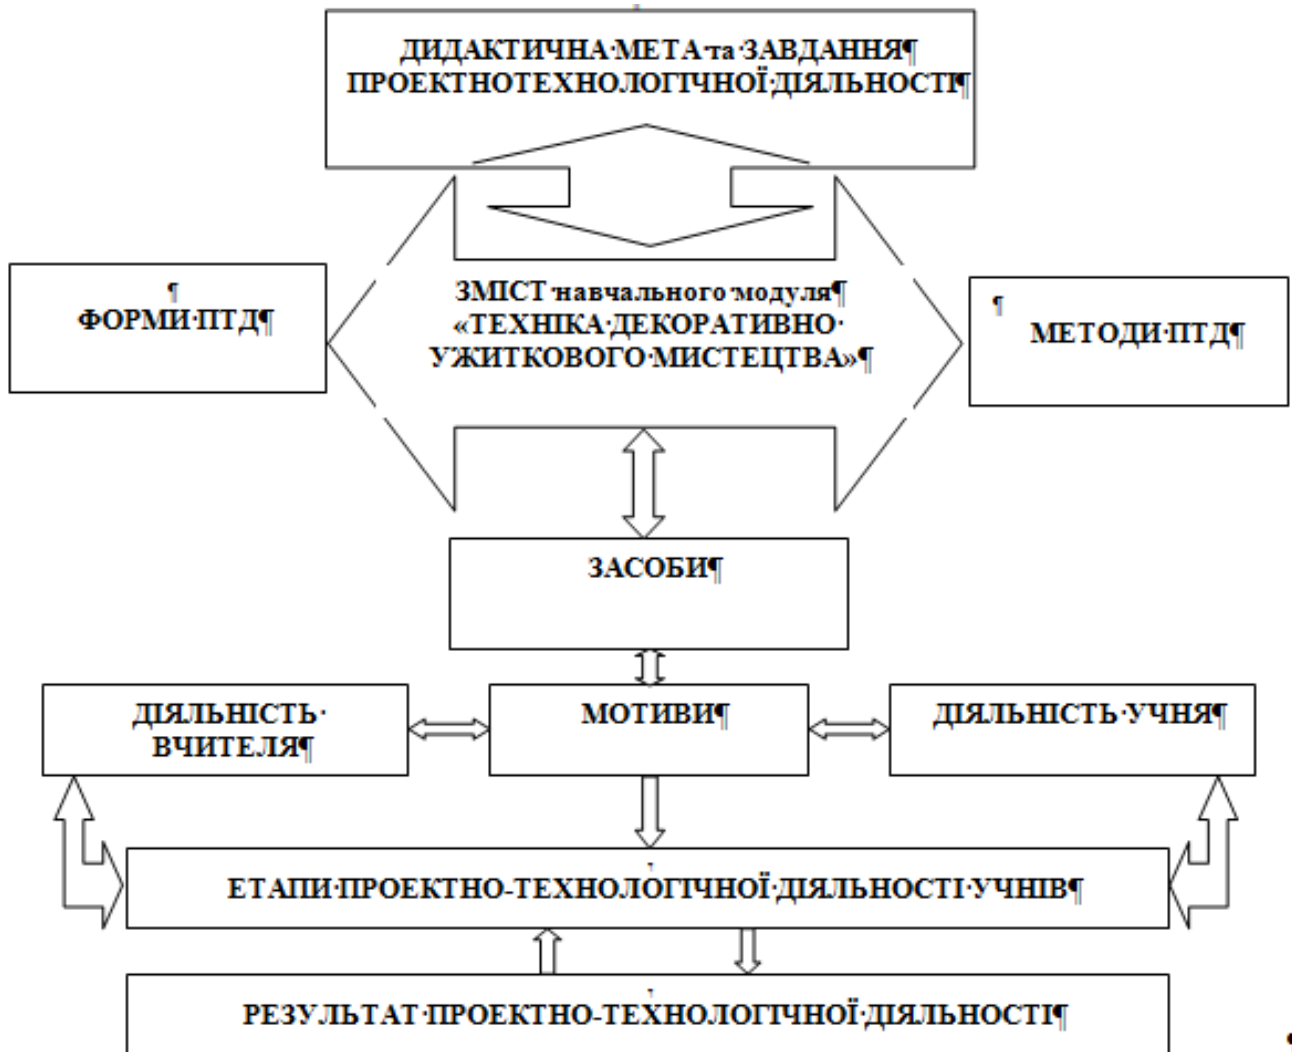 ДИДАКТИЧНА·МЕТА·та·ЗАВДАННЯ¶
ПРОЕКТНОТЕХНОЛОГІЧНОЇ·ДІЯЛЬНОСТІ¶
¶
ФОРМИ·ПТД¶
ЗМІСТ·навчального·модуля¶
«ТЕХНІКА·ДЕКОРАТИВНО·
УЖИТКОВОГО·МИСТЕЦТВА»¶
¶
МЕТОДИ·ПТД¶
ЗАСОБИ¶
ДІЯЛЬНІСТЬ·
ВЧИТЕЛЯ¶
МОТИВИ¶
ДІЯЛЬНІСТЬ·УЧНЯ¶
ЕТАПИ·ПРОЕКТНО-ТЕХНОЛОГІЧНОЇ·ДІЯЛЬНОСТІ·УЧНІВ¶
РЕЗУЛЬТАТ·ПРОЕКТНО-ТЕХНОЛОГІЧНОЇ·ДІЯЛЬНОСТІ¶